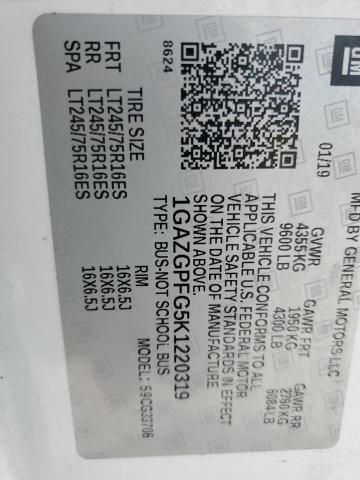 GM
MFD BY GENERAL MOTORS LLC
01/19
GVWR GAWR FRT GAWR RR
4355 KG 1950 KG 2760 KG
9600 LB 4300 LB 6084 LB
THIS VEHICLE CONFORMS TO ALL
APPLICABLE U.S. FEDERAL MOTOR
VEHICLE SAFETY STANDARDS IN EFFECT
ON THE DATE OF MANUFACTURE
SHOWN ABOVE.
1GAZGPFG5K1220319
TYPE: BUS-NOT SCHOOL BUS
MODEL: 59CG33706
8624
TIRE SIZE RIM
FRT LT245/75R16ES 16X6.5J
RR LT245/75R16ES 16X6.5J
SPA LT245/75R16ES 16X6.5J